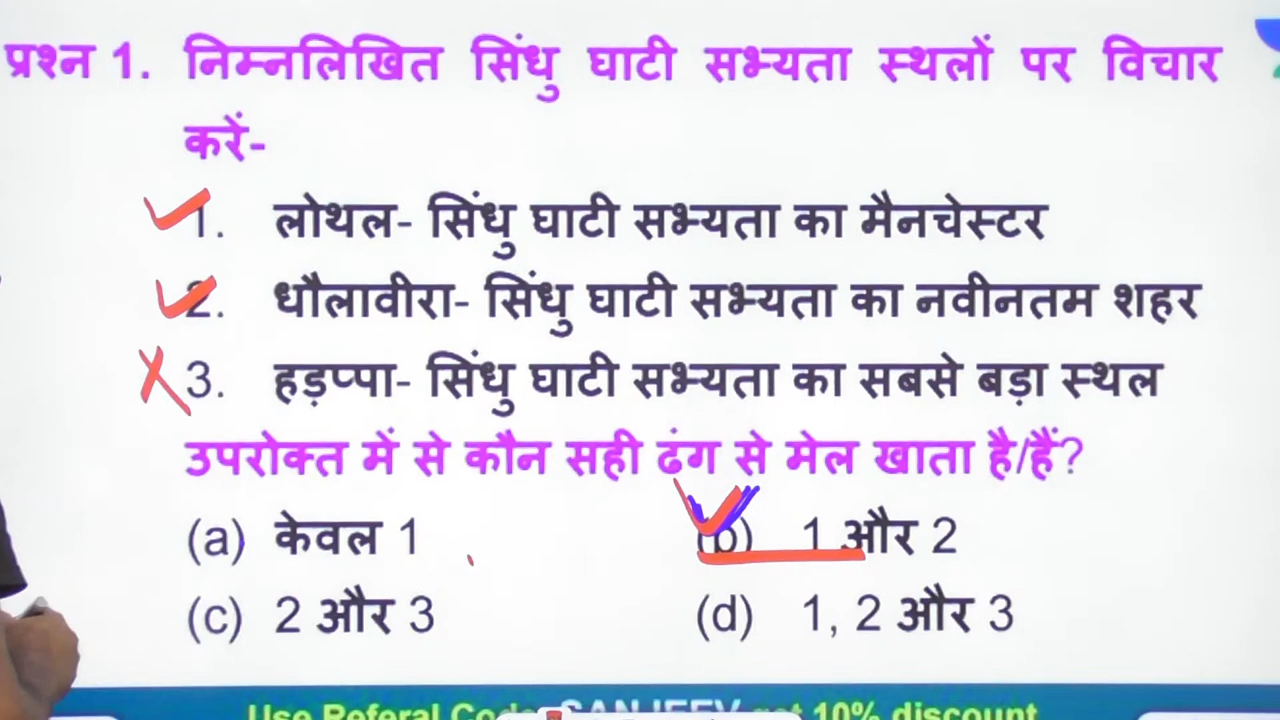 प्रश्न 1. निम्नलिखित सिंधु घाटी सभ्यता स्थलों पर विचार
करें-
1. लोथल- सिंधु घाटी सभ्यता का मैनचेस्टर
2. धौलावीरा- सिंधु घाटी सभ्यता का नवीनतम शहर
3. हड़प्पा- सिंधु घाटी सभ्यता का सबसे बड़ा स्थल
उपरोक्त में से कौन सही ढंग से मेल खाता है/हैं?
(a) केवल 1 (b) 1 और 2
(c) 2 और 3 (d) 1, 2 और 3
Use Referal Code SANJEEV get 10% discount